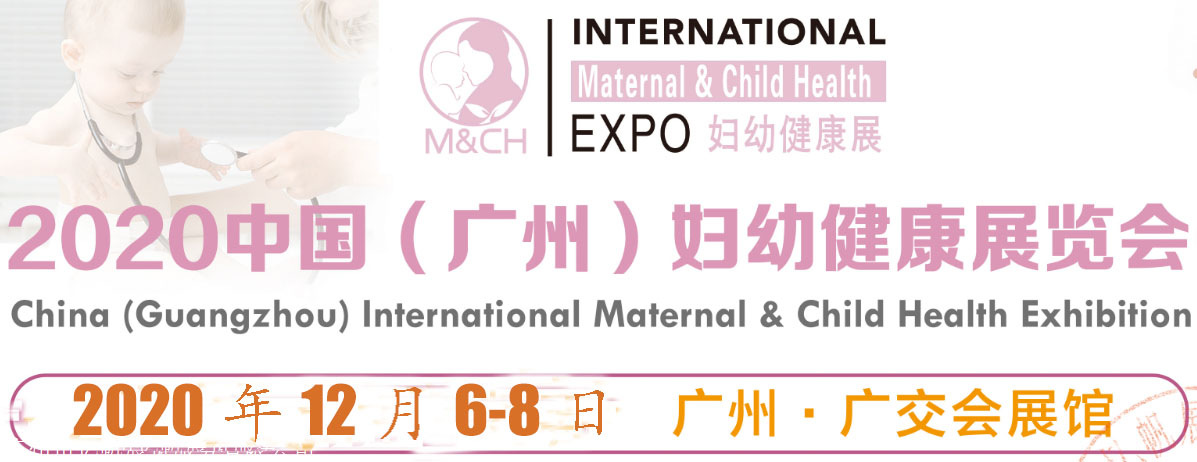 INTERNATIONAL
Maternal & Child Health
EXPO 妇幼健康展
M&CH
2020中国（广州）妇幼健康展览会
China (Guangzhou) International Maternal & Child Health Exhibition
2020 年 12 月 6-8 日 广州·广交会展馆